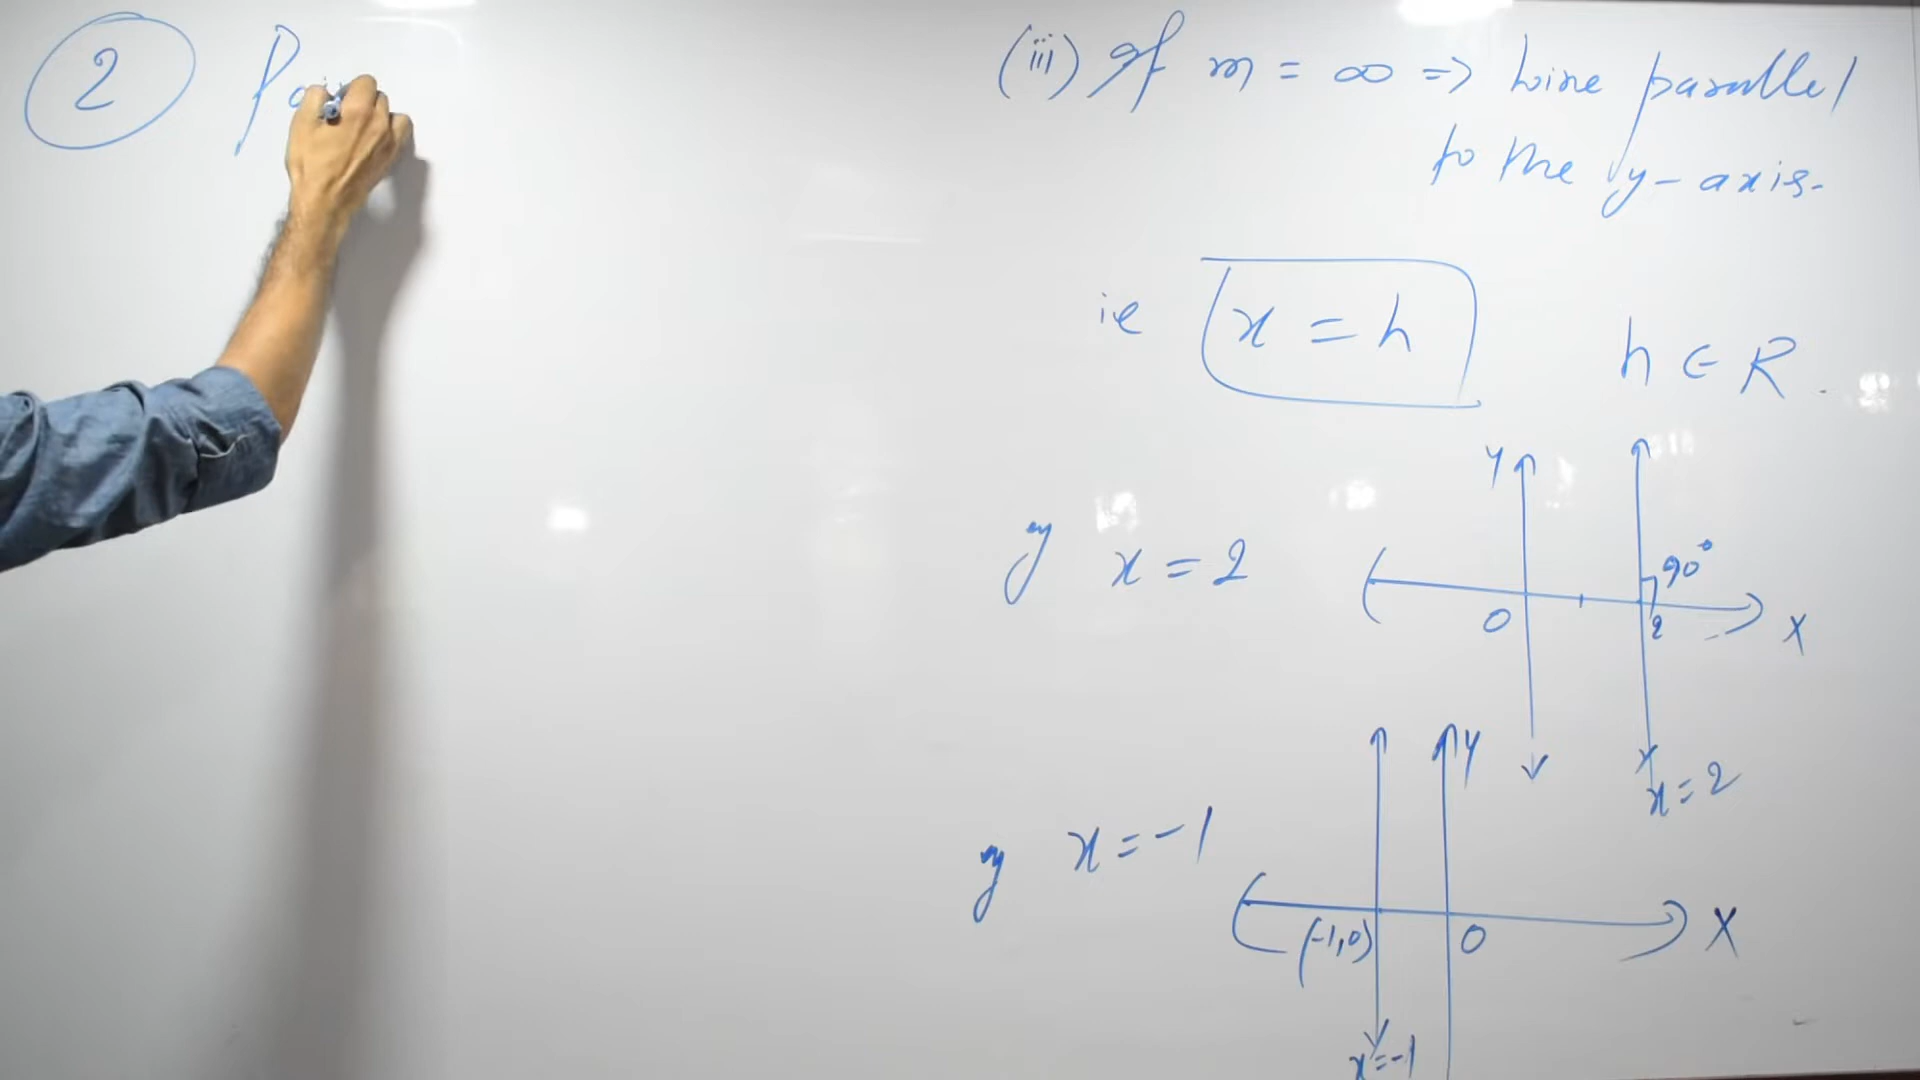 2
(iii) If m = ∞ => Line parallel
to the y-axis.
ie x = h h ∈ R.
eg x = 2
Y
90°
O
2
X
x = 2
eg x = -1
Y
(-1,0)
O
X
x = -1